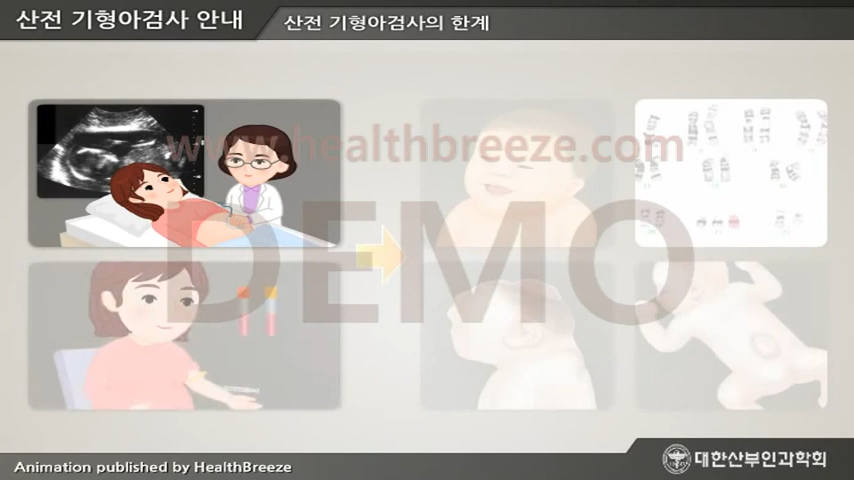 산전 기형아검사 안내
산전 기형아검사의 한계
www.healthbreeze.com
DEMO
대한산부인과학회
Animation published by HealthBreeze